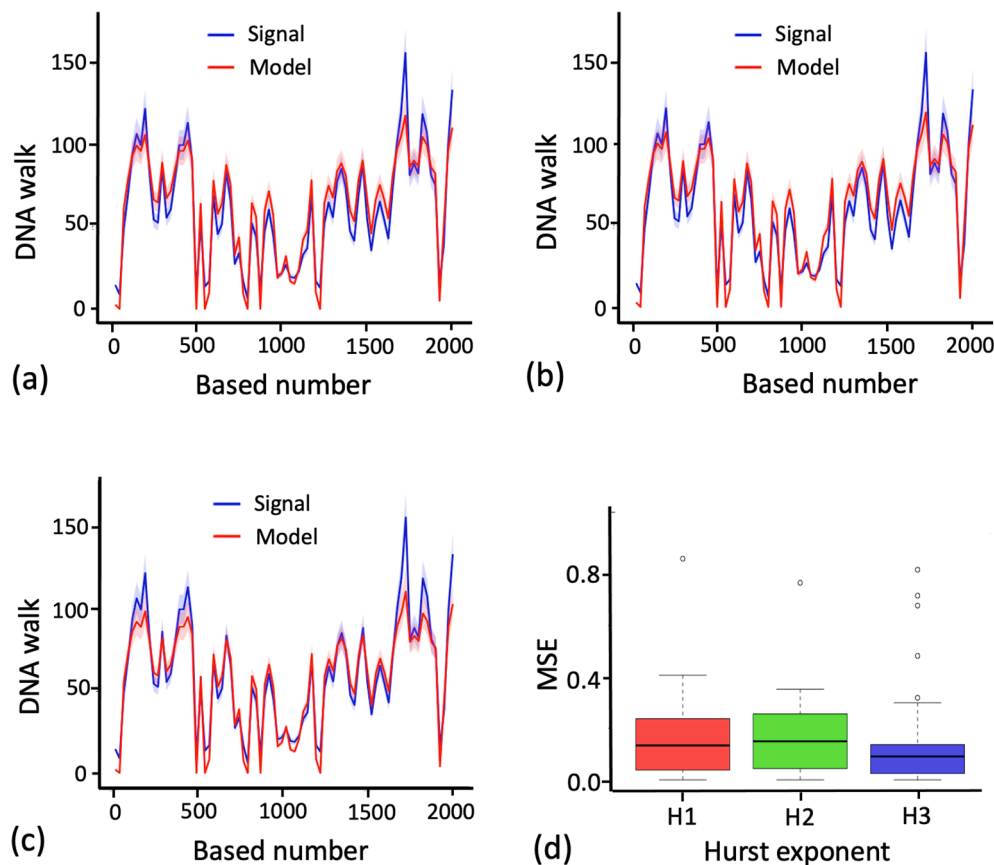 Signal
Model
150
100
50
0
DNA walk
0 500 1000 1500 2000
Based number
(a)
Signal
Model
150
100
50
0
DNA walk
0 500 1000 1500 2000
Based number
(b)
Signal
Model
150
100
50
0
DNA walk
0 500 1000 1500 2000
Based number
(c)
0.8
0.4
0.0
MSE
H1 H2 H3
Hurst exponent
(d)